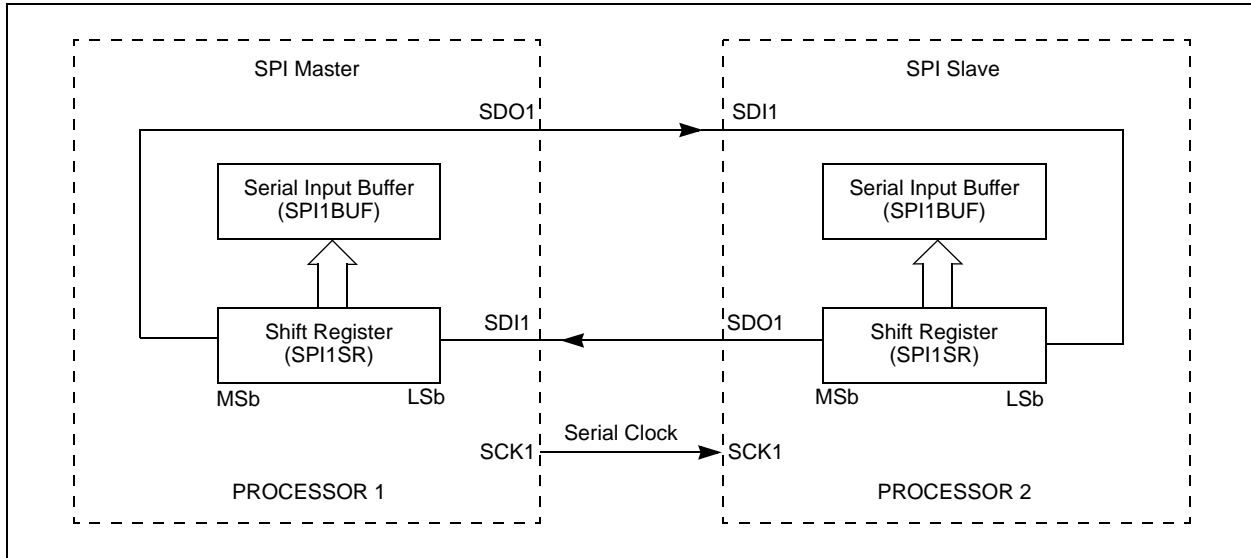 SPI Master
SPI Slave
SDO1
SDI1
Serial Input Buffer
(SPI1BUF)
Serial Input Buffer
(SPI1BUF)
Shift Register
(SPI1SR)
SDI1
SDO1
Shift Register
(SPI1SR)
MSb
LSb
MSb
LSb
Serial Clock
SCK1
SCK1
PROCESSOR 1
PROCESSOR 2